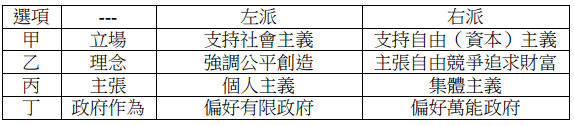 選項 --- 左派 右派
甲 立場 支持社會主義 支持自由（資本）主義
乙 理念 強調公平創造 主張自由競爭追求財富
丙 主張 個人主義 集體主義
丁 政府作為 偏好有限政府 偏好萬能政府